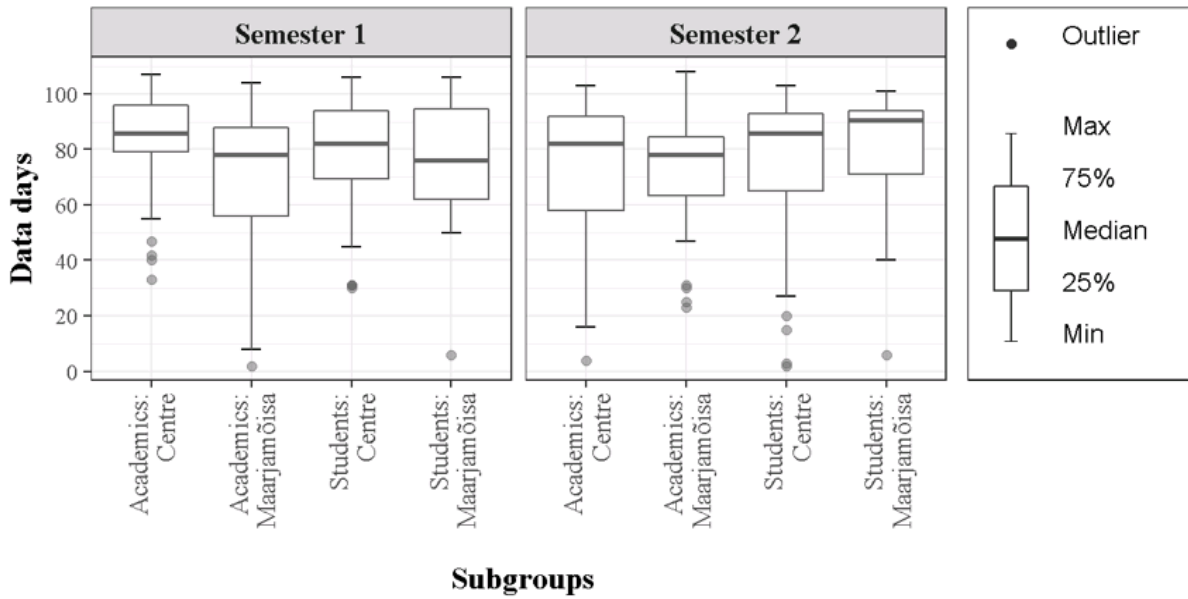 Semester 1
Semester 2
Outlier
Max
75%
Median
25%
Min
Data days
100
80
60
40
20
0
Academics:
Centre
Academics:
Maarjamõisa
Students:
Centre
Students:
Maarjamõisa
Academics:
Centre
Academics:
Maarjamõisa
Students:
Centre
Students:
Maarjamõisa
Subgroups